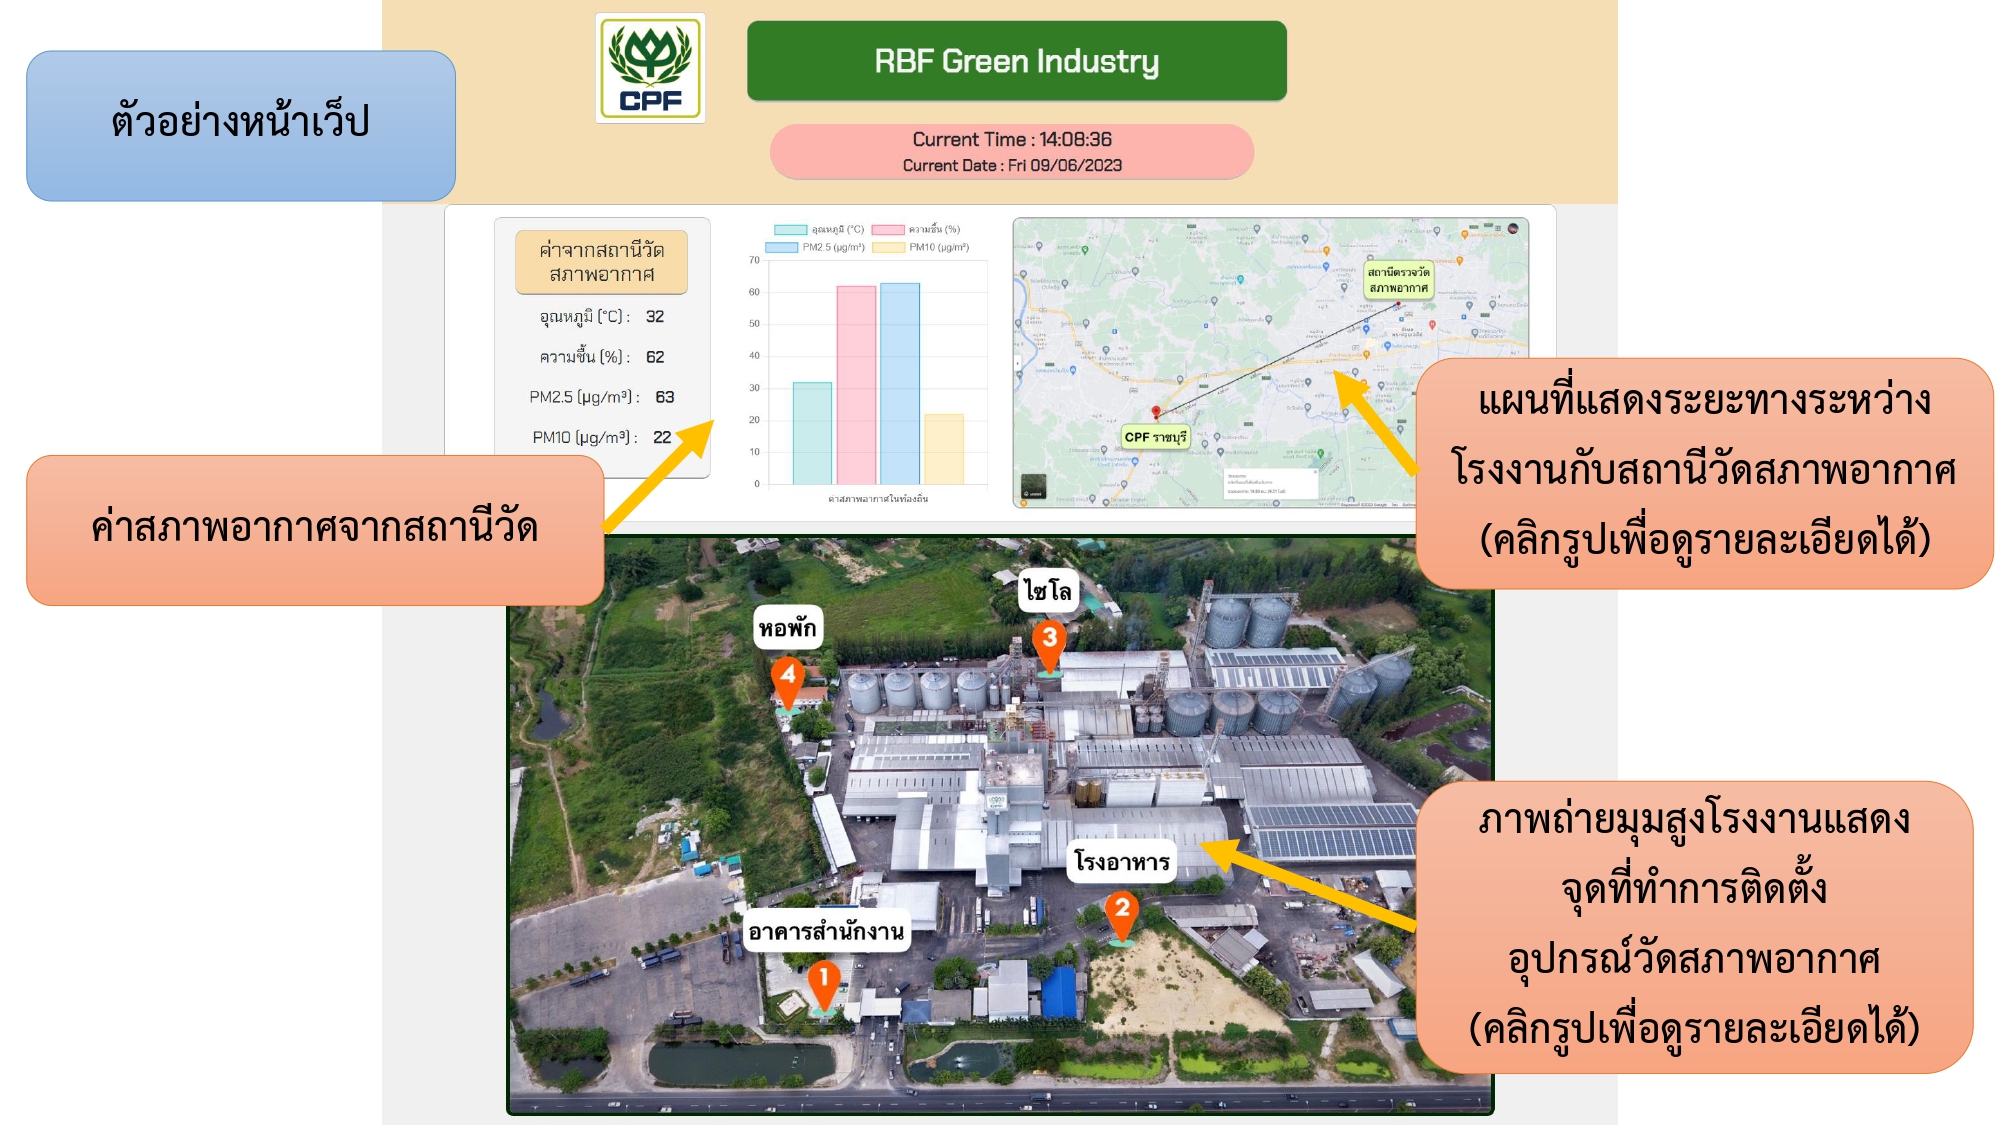 ตัวอย่างหน้าเว็ป
CPF
RBF Green Industry
Current Time : 14:08:36
Current Date : Fri 09/06/2023
ค่าจากสถานีวัด
สภาพอากาศ
อุณหภูมิ (°C) : 32
ความชื้น (%) : 62
PM2.5 (µg/m³) : 63
PM10 (µg/m³) : 22
อุณหภูมิ (°C) ความชื้น (%)
PM2.5 (µg/m³) PM10 (µg/m³)
70
60
50
40
30
20
10
0
ค่าสภาพอากาศในท้องถิ่น
สถานีตรวจวัด
สภาพอากาศ
CPF ราชบุรี
แผนที่แสดงระยะทางระหว่าง
โรงงานกับสถานีวัดสภาพอากาศ
(คลิกรูปเพื่อดูรายละเอียดได้)
ค่าสภาพอากาศจากสถานีวัด
ไซโล
3
หอพัก
4
โรงอาหาร
2
อาคารสำนักงาน
1
ภาพถ่ายมุมสูงโรงงานแสดง
จุดที่ทำการติดตั้ง
อุปกรณ์วัดสภาพอากาศ
(คลิกรูปเพื่อดูรายละเอียดได้)